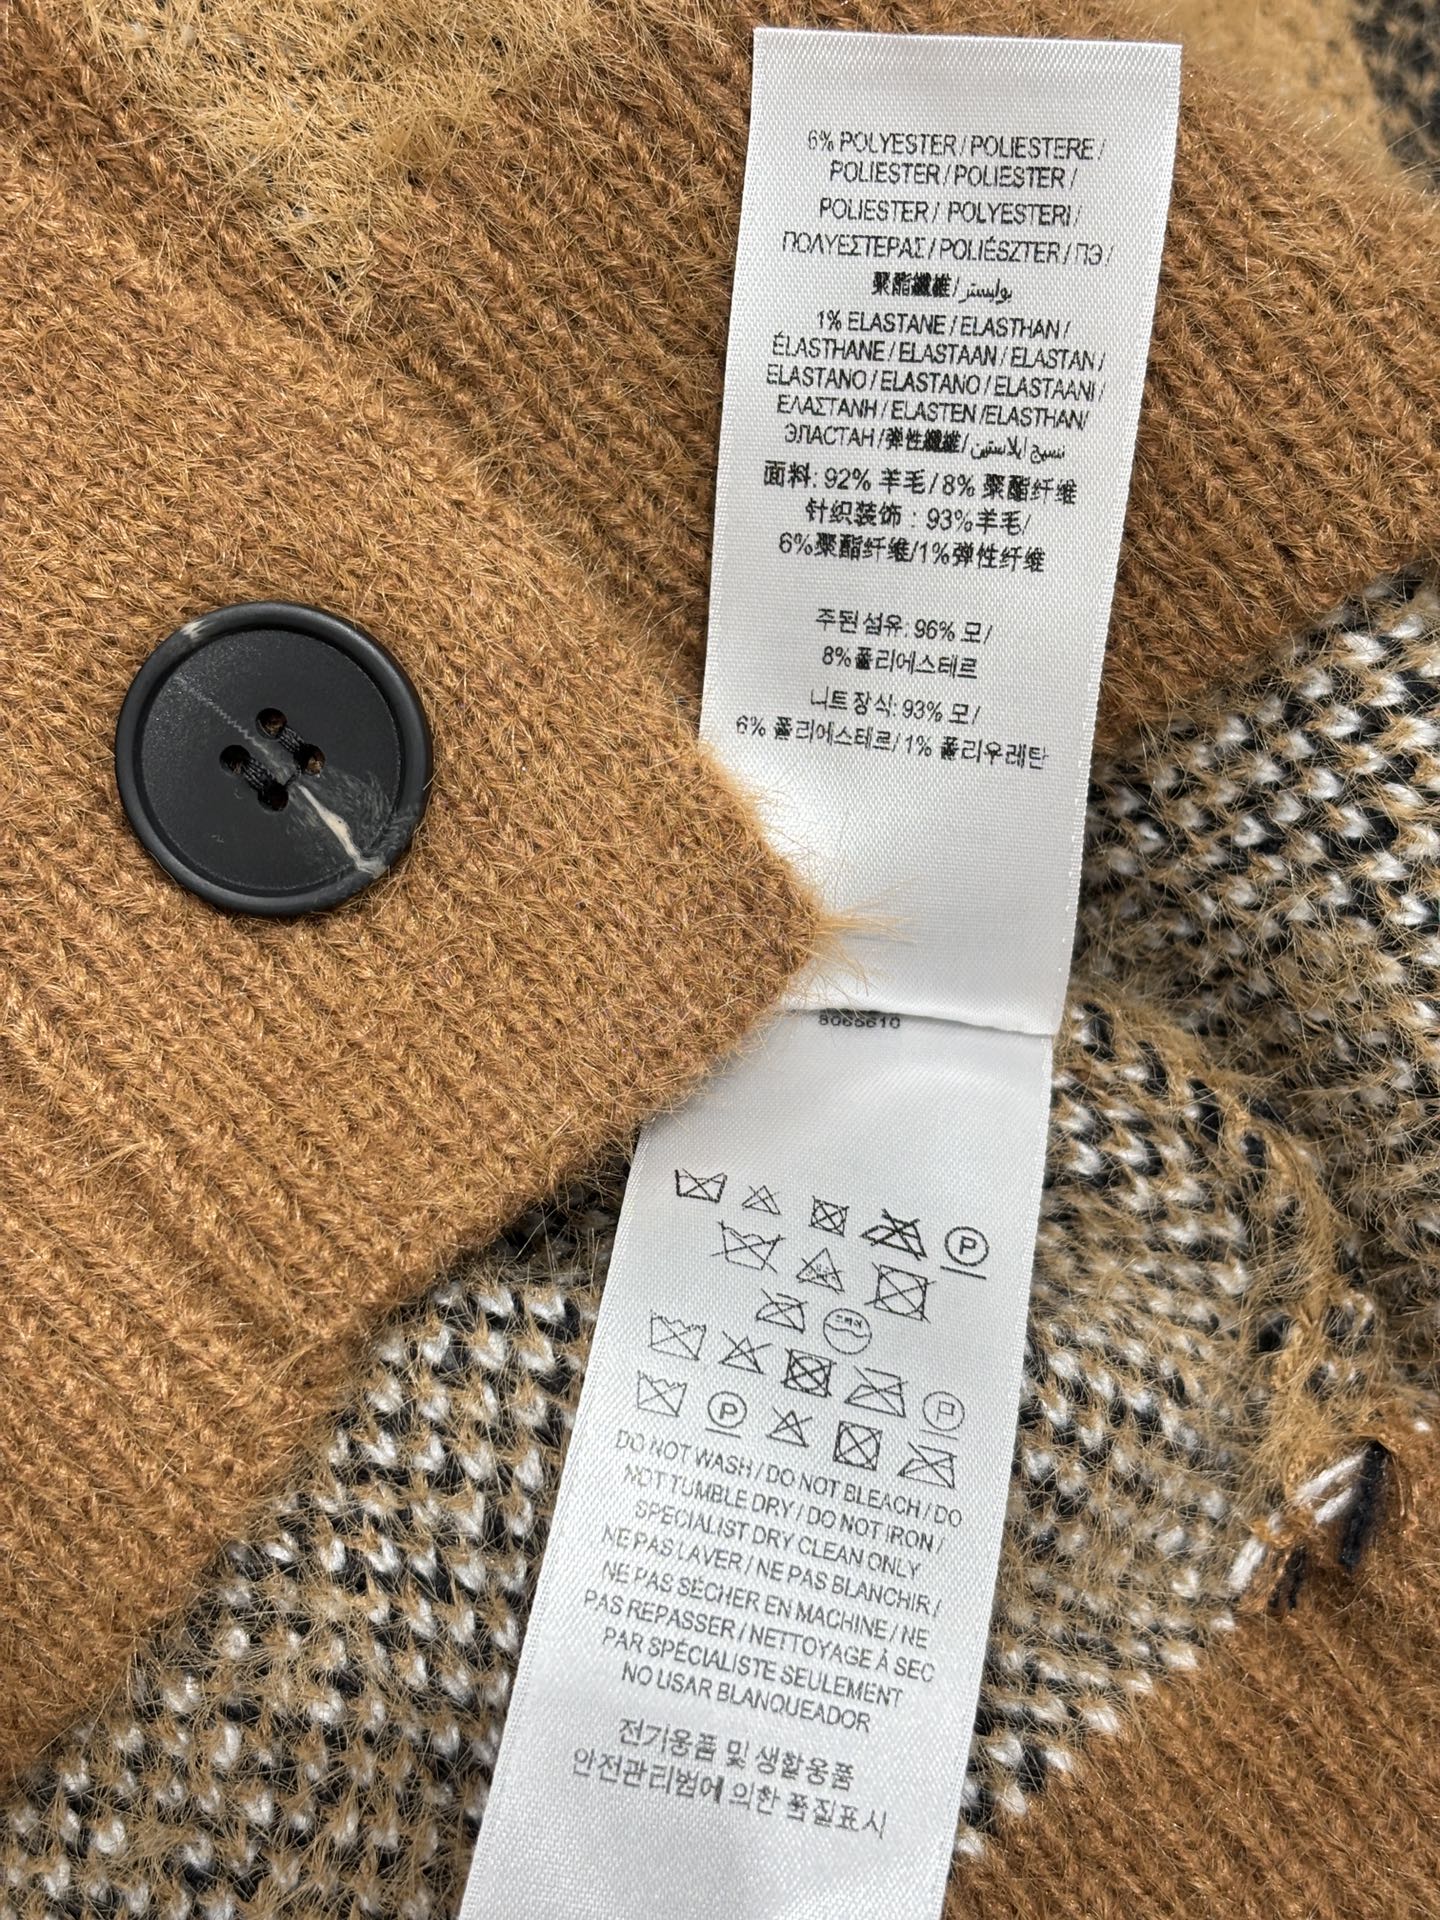 6% POLYESTER / POLIESTERE /
POLIESTER / POLIESTER /
POLIESTER / POLYESTERI /
ΠΟΛΥΕΣΤΕΡΑΣ / POLIÉSZTER / ПЭ /
聚酯纖維 / بوليستر
1% ELASTANE / ELASTHAN /
ÉLASTHANE / ELASTAAN / ELASTAN /
ELASTANO / ELASTANO / ELASTAANI /
ΕΛΑΣΤΑΝΗ / ELASTEN /ELASTHAN/
ЭЛАСТАН / 弹性纖維 / نسيج ايلاستين
面料: 92% 羊毛 / 8% 聚酯纤维
针织装饰 : 93%羊毛/
6%聚酯纤维/1%弹性纤维
주된 섬유: 96% 모/
8%폴리에스테르
니트 장식: 93% 모/
6% 폴리에스테르/ 1% 폴리우레탄
8065610
P
드라이
P
P
DO NOT WASH / DO NOT BLEACH / DO
NOT TUMBLE DRY / DO NOT IRON /
SPECIALIST DRY CLEAN ONLY
NE PAS LAVER / NE PAS BLANCHIR /
NE PAS SÉCHER EN MACHINE / NE
PAS REPASSER / NETTOYAGE À SEC
PAR SPÉCIALISTE SEULEMENT
NO USAR BLANQUEADOR
전기용품 및 생활용품
안전관리법에 의한 품질표시